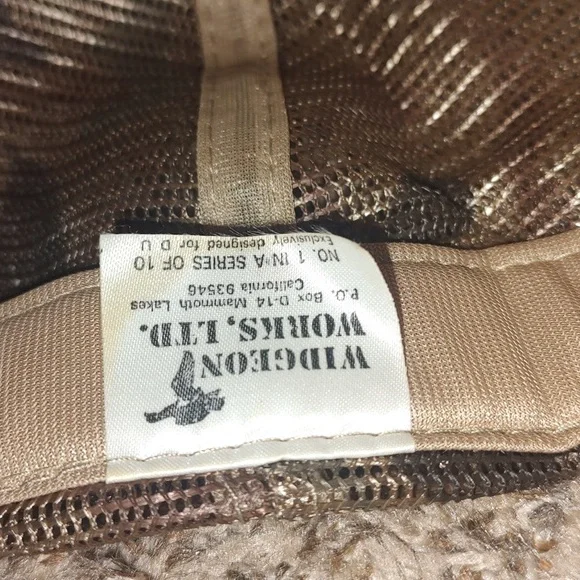 WIDGEON
WORKS, LTD.
P.O. Box D-14 Mammoth Lakes
California 93546
NO. 1 IN A SERIES OF 10
Exclusively designed for D U